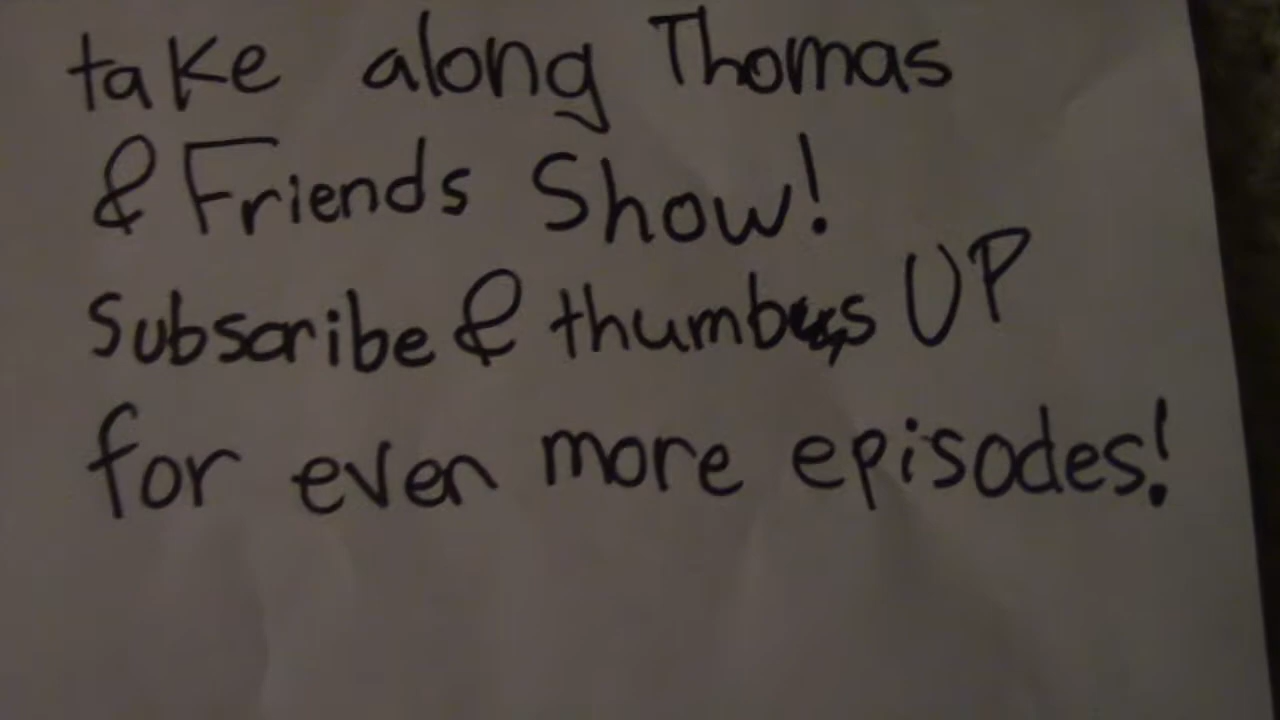 take along Thomas
& Friends Show!
Subscribe & thumbs UP
for even more episodes!